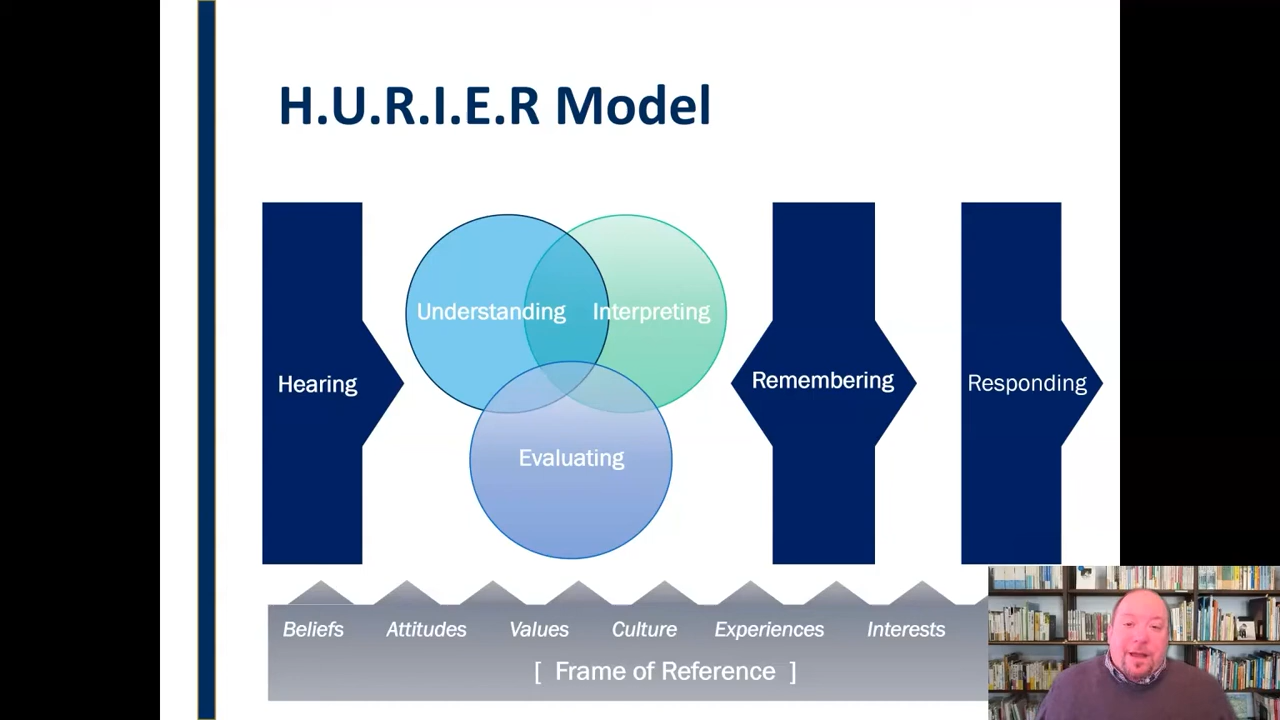 H.U.R.I.E.R Model
Understanding
Interpreting
Hearing
Remembering
Responding
Evaluating
Beliefs
Attitudes
Values
Culture
Experiences
Interests
[ Frame of Reference ]